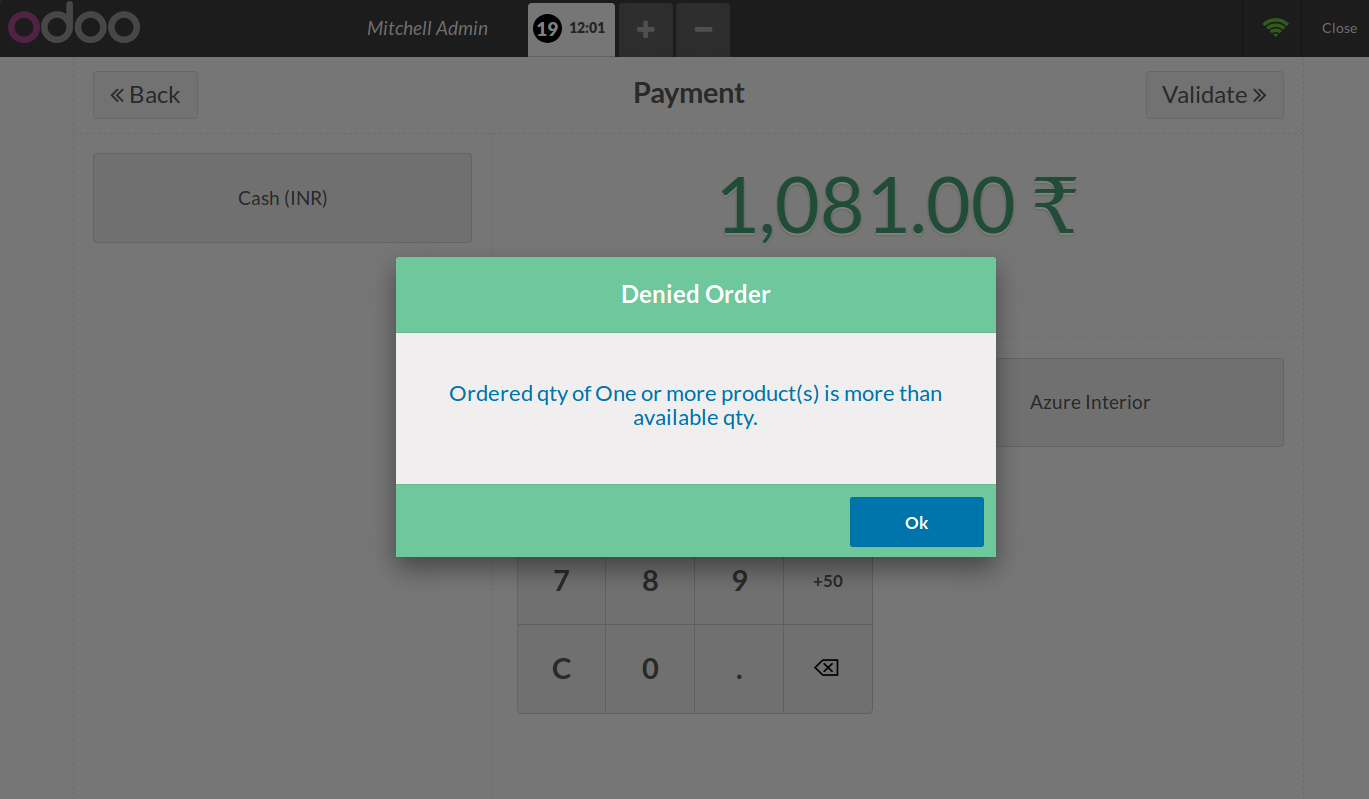 odoo
Mitchell Admin
19 12:01
Close
Back
Payment
Validate
Cash (INR)
1,081.00 ₹
Denied Order
Ordered qty of One or more product(s) is more than
available qty.
Azure Interior
Ok
7 8 9 +50
C 0 .